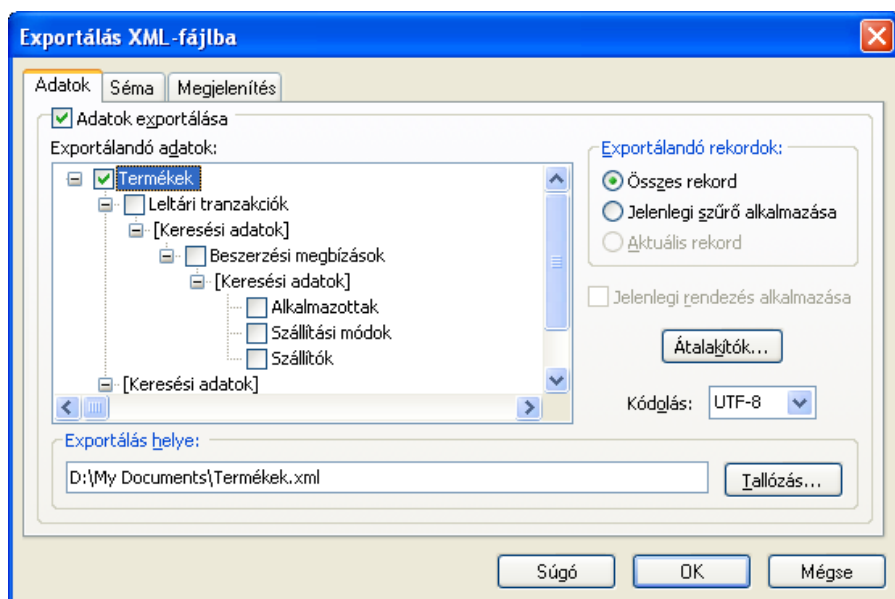 Exportálás XML-fájlba
Adatok
Séma
Megjelenítés
Adatok exportálása
Exportálandó adatok:
Termékek
Leltári tranzakciók
[Keresési adatok]
Beszerzési megbízások
[Keresési adatok]
Alkalmazottak
Szállítási módok
Szállítók
[Keresési adatok]
Exportálandó rekordok:
Összes rekord
Jelenlegi szűrő alkalmazása
Aktuális rekord
Jelenlegi rendezés alkalmazása
Átalakítók...
Kódolás: UTF-8
Exportálás helye:
D:\My Documents\Termékek.xml
Tallózás...
Súgó
OK
Mégse